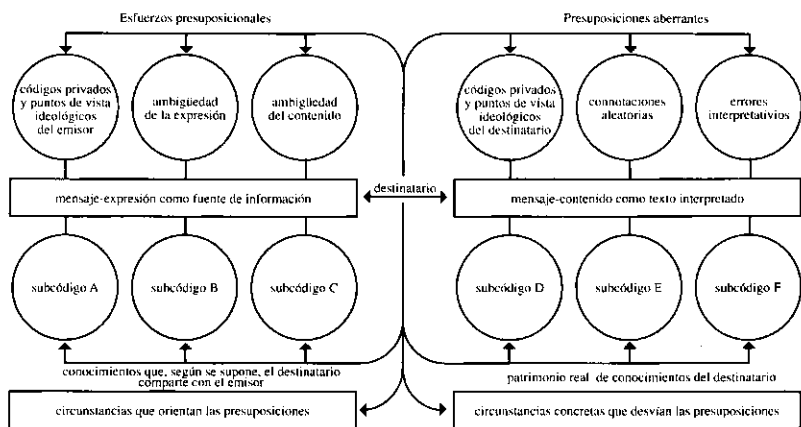 Esfuerzos presuposicionales
Presuposiciones aberrantes
códigos privados
y puntos de vista
ideológicos
del emisor
ambigüedad
de la expresión
ambigüedad
del contenido
códigos privados
y puntos de vista
ideológicos
del destinatario
connotaciones
aleatorias
errores
interpretativos
mensaje-expresión como fuente de información
destinatario
mensaje-contenido como texto interpretado
subcódigo A
subcódigo B
subcódigo C
subcódigo D
subcódigo E
subcódigo F
conocimientos que, según se supone, el destinatario
comparte con el emisor
patrimonio real de conocimientos del destinatario
circunstancias que orientan las presuposiciones
circunstancias concretas que desvían las presuposiciones